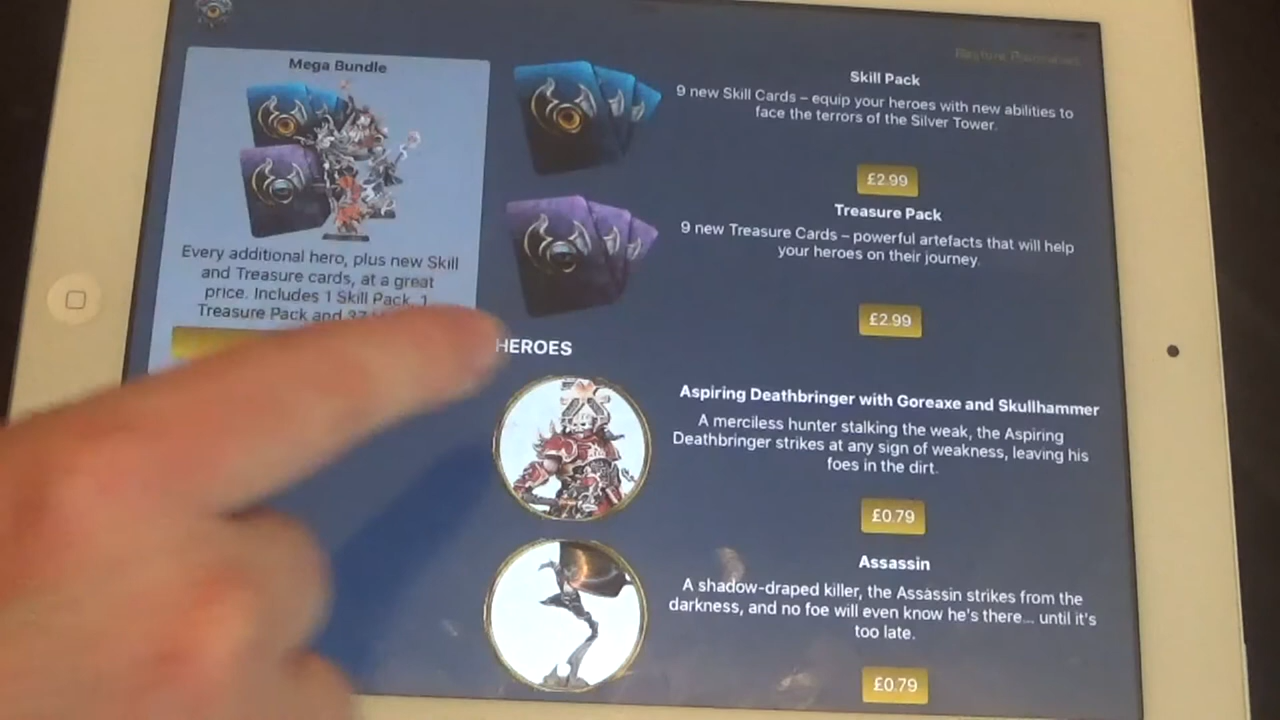 Mega Bundle
Every additional hero, plus new Skill
and Treasure cards, at a great
price. Includes 1 Skill Pack, 1
Treasure Pack and 37
Skill Pack
9 new Skill Cards – equip your heroes with new abilities to
face the terrors of the Silver Tower.
£2.99
Treasure Pack
9 new Treasure Cards – powerful artefacts that will help
your heroes on their journey.
£2.99
HEROES
Aspiring Deathbringer with Goreaxe and Skullhammer
A merciless hunter stalking the weak, the Aspiring
Deathbringer strikes at any sign of weakness, leaving his
foes in the dirt.
£0.79
Assassin
A shadow-draped killer, the Assassin strikes from the
darkness, and no foe will even know he's there... until it's
too late.
£0.79